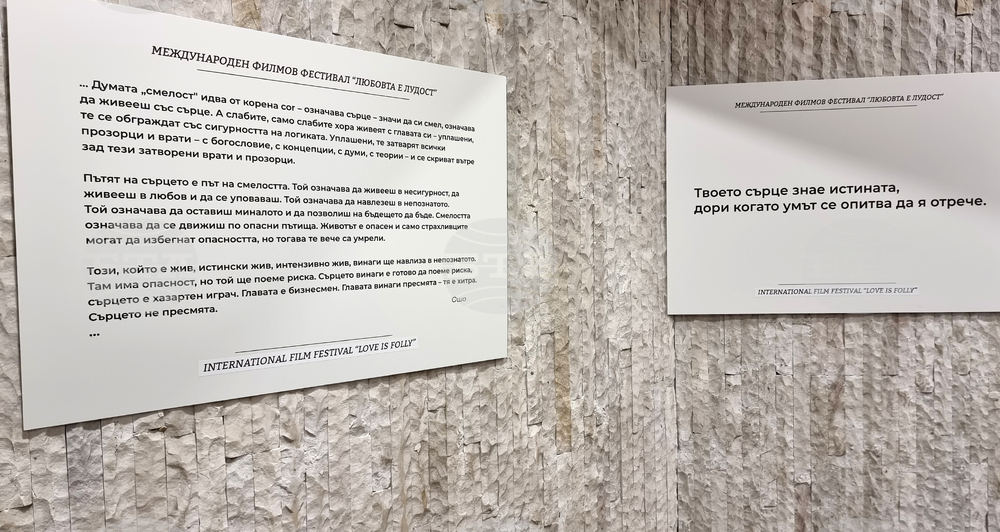 МЕЖДУНАРОДЕН ФИЛМОВ ФЕСТИВАЛ "ЛЮБОВТА Е ЛУДОСТ"
... Думата „смелост" идва от корена cor – означава сърце – значи да си смел, означава
да живееш със сърце. А слабите, само слабите хора живеят с главата си – уплашени,
те се обграждат със сигурността на логиката. Уплашени, те затварят всички
прозорци и врати – с богословие, с концепции, с думи, с теории – и се скриват вътре
зад тези затворени врати и прозорци.
Пътят на сърцето е път на смелостта. Той означава да живееш в несигурност, да
живееш в любов и да се уповаваш. Той означава да навлезеш в непознатото.
Той означава да оставиш миналото и да позволиш на бъдещето да бъде. Смелостта
означава да се движиш по опасни пътища. Животът е опасен и само страхливците
могат да избегнат опасността, но тогава те вече са умрели.
Този, който е жив, истински жив, интензивно жив, винаги ще навлиза в непознатото.
Там има опасност, но той ще поеме риска. Сърцето винаги е готово да поеме риска,
сърцето е хазартен играч. Главата е бизнесмен. Главата винаги пресмята – тя е хитра.
Сърцето не пресмята.
Ошо
...
INTERNATIONAL FILM FESTIVAL "LOVE IS FOLLY"
МЕЖДУНАРОДЕН ФИЛМОВ ФЕСТИВАЛ "ЛЮБОВТА Е ЛУДОСТ"
Твоето сърце знае истината,
дори когато умът се опитва да я отрече.
INTERNATIONAL FILM FESTIVAL "LOVE IS FOLLY"